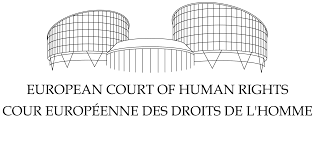 EUROPEAN COURT OF HUMAN RIGHTS
COUR EUROPÉENNE DES DROITS DE L'HOMME